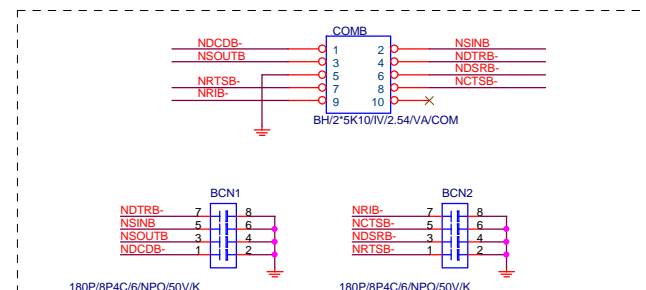 COMB
NDCDB- 1 2 NSINB
NSOUTB 3 4 NDTRB-
5 6 NDSRB-
NRTSB- 7 8 NCTSB-
NRIB- 9 10
BH/2*5K10/IV/2.54/VA/COM
BCN1 BCN2
NDTRB- 7 8 NRIB- 7 8
NSINB 5 6 NCTSB- 5 6
NSOUTB 3 4 NDSRB- 3 4
NDCDB- 1 2 NRTSB- 1 2
180P/8P4C/6/NPO/50V/K 180P/8P4C/6/NPO/50V/K